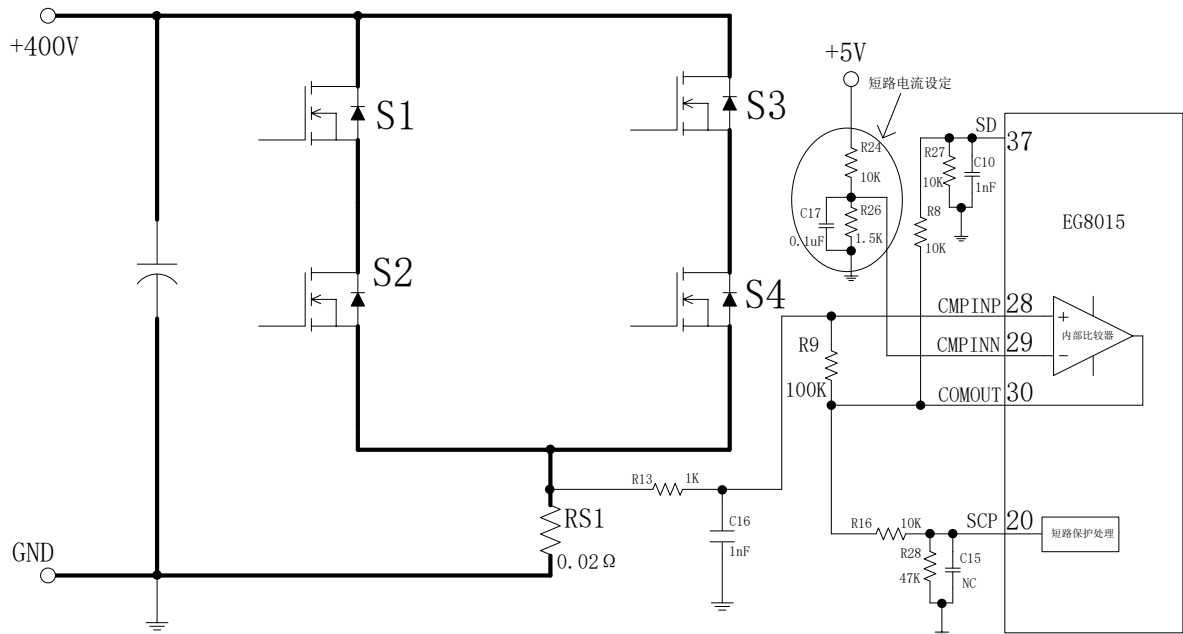 +400V
S1
S2
S3
S4
+5V
短路电流设定
R24
10K
C17
0.1uF
R26
1.5K
SD
37
R27
10K
C10
1nF
R8
10K
EG8015
CMPINP
28
CMPINN
29
COMOUT
30
+
-
内部比较器
R9
100K
R13
1K
C16
1nF
RS1
0.02Ω
GND
R16
10K
SCP
20
短路保护处理
R28
47K
C15
NC